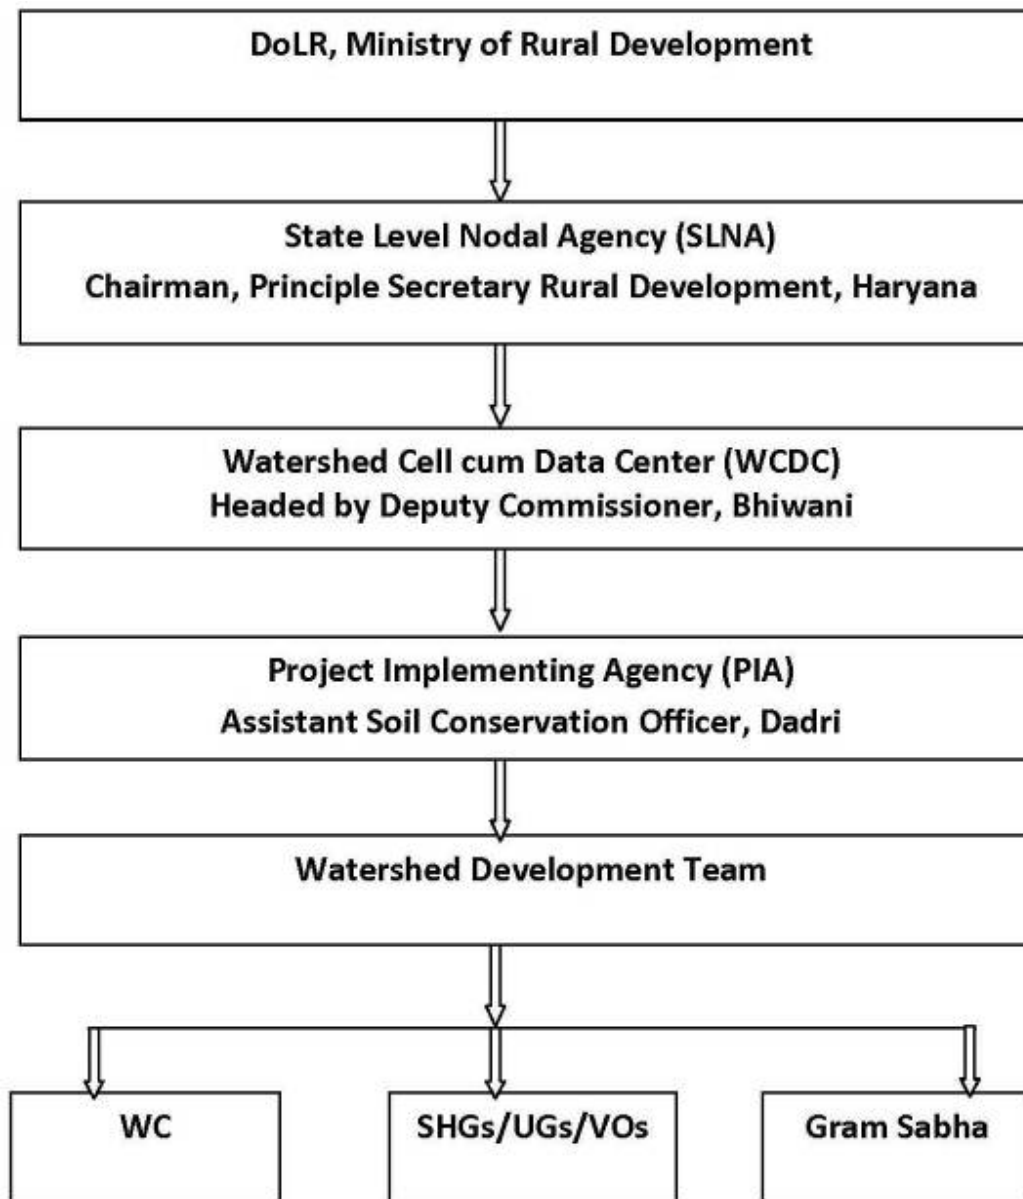 DoLR, Ministry of Rural Development
State Level Nodal Agency (SLNA)
Chairman, Principle Secretary Rural Development, Haryana
Watershed Cell cum Data Center (WCDC)
Headed by Deputy Commissioner, Bhiwani
Project Implementing Agency (PIA)
Assistant Soil Conservation Officer, Dadri
Watershed Development Team
WC
SHGs/UGs/VOs
Gram Sabha